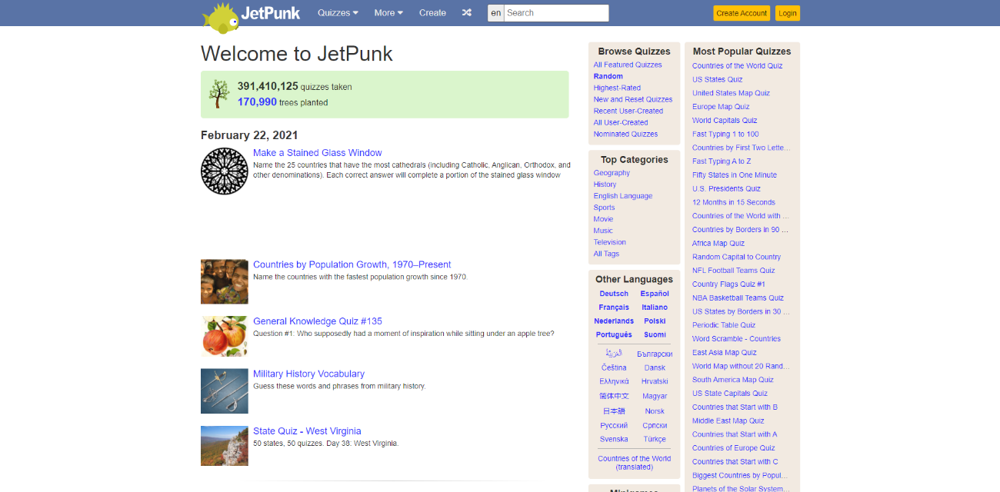 JetPunk
Quizzes
More
Create
en
Search
Create Account
Login
Welcome to JetPunk
391,410,125 quizzes taken
170,990 trees planted
February 22, 2021
Make a Stained Glass Window
Name the 25 countries that have the most cathedrals (including Catholic, Anglican, Orthodox, and
other denominations). Each correct answer will complete a portion of the stained glass window
Countries by Population Growth, 1970–Present
Name the countries with the fastest population growth since 1970.
General Knowledge Quiz #135
Question #1: Who supposedly had a moment of inspiration while sitting under an apple tree?
Military History Vocabulary
Guess these words and phrases from military history.
State Quiz - West Virginia
50 states, 50 quizzes. Day 38: West Virginia.
Browse Quizzes
All Featured Quizzes
Random
Highest-Rated
New and Reset Quizzes
Recent User-Created
All User-Created
Nominated Quizzes
Top Categories
Geography
History
English Language
Sports
Movie
Music
Television
All Tags
Other Languages
Deutsch Español
Français Italiano
Nederlands Polski
Português Suomi
العَرَبِيَّة Български
Čeština Dansk
Ελληνικά Hrvatski
简体中文 Magyar
日本語 Norsk
Русский Српски
Svenska Türkçe
Countries of the World
(translated)
Minigames
Most Popular Quizzes
Countries of the World Quiz
US States Quiz
United States Map Quiz
Europe Map Quiz
World Capitals Quiz
Fast Typing 1 to 100
Countries by First Two Lette...
Fast Typing A to Z
Fifty States in One Minute
U.S. Presidents Quiz
12 Months in 15 Seconds
Countries of the World with ...
Countries by Borders in 90 ...
Africa Map Quiz
Random Capital to Country
NFL Football Teams Quiz
Country Flags Quiz #1
NBA Basketball Teams Quiz
US States by Borders in 30 ...
Periodic Table Quiz
Word Scramble - Countries
East Asia Map Quiz
World Map without 20 Rand...
South America Map Quiz
US State Capitals Quiz
Countries that Start with B
Middle East Map Quiz
Countries that Start with A
Countries of Europe Quiz
Countries that Start with C
Biggest Countries by Popul...
Planets of the Solar System...